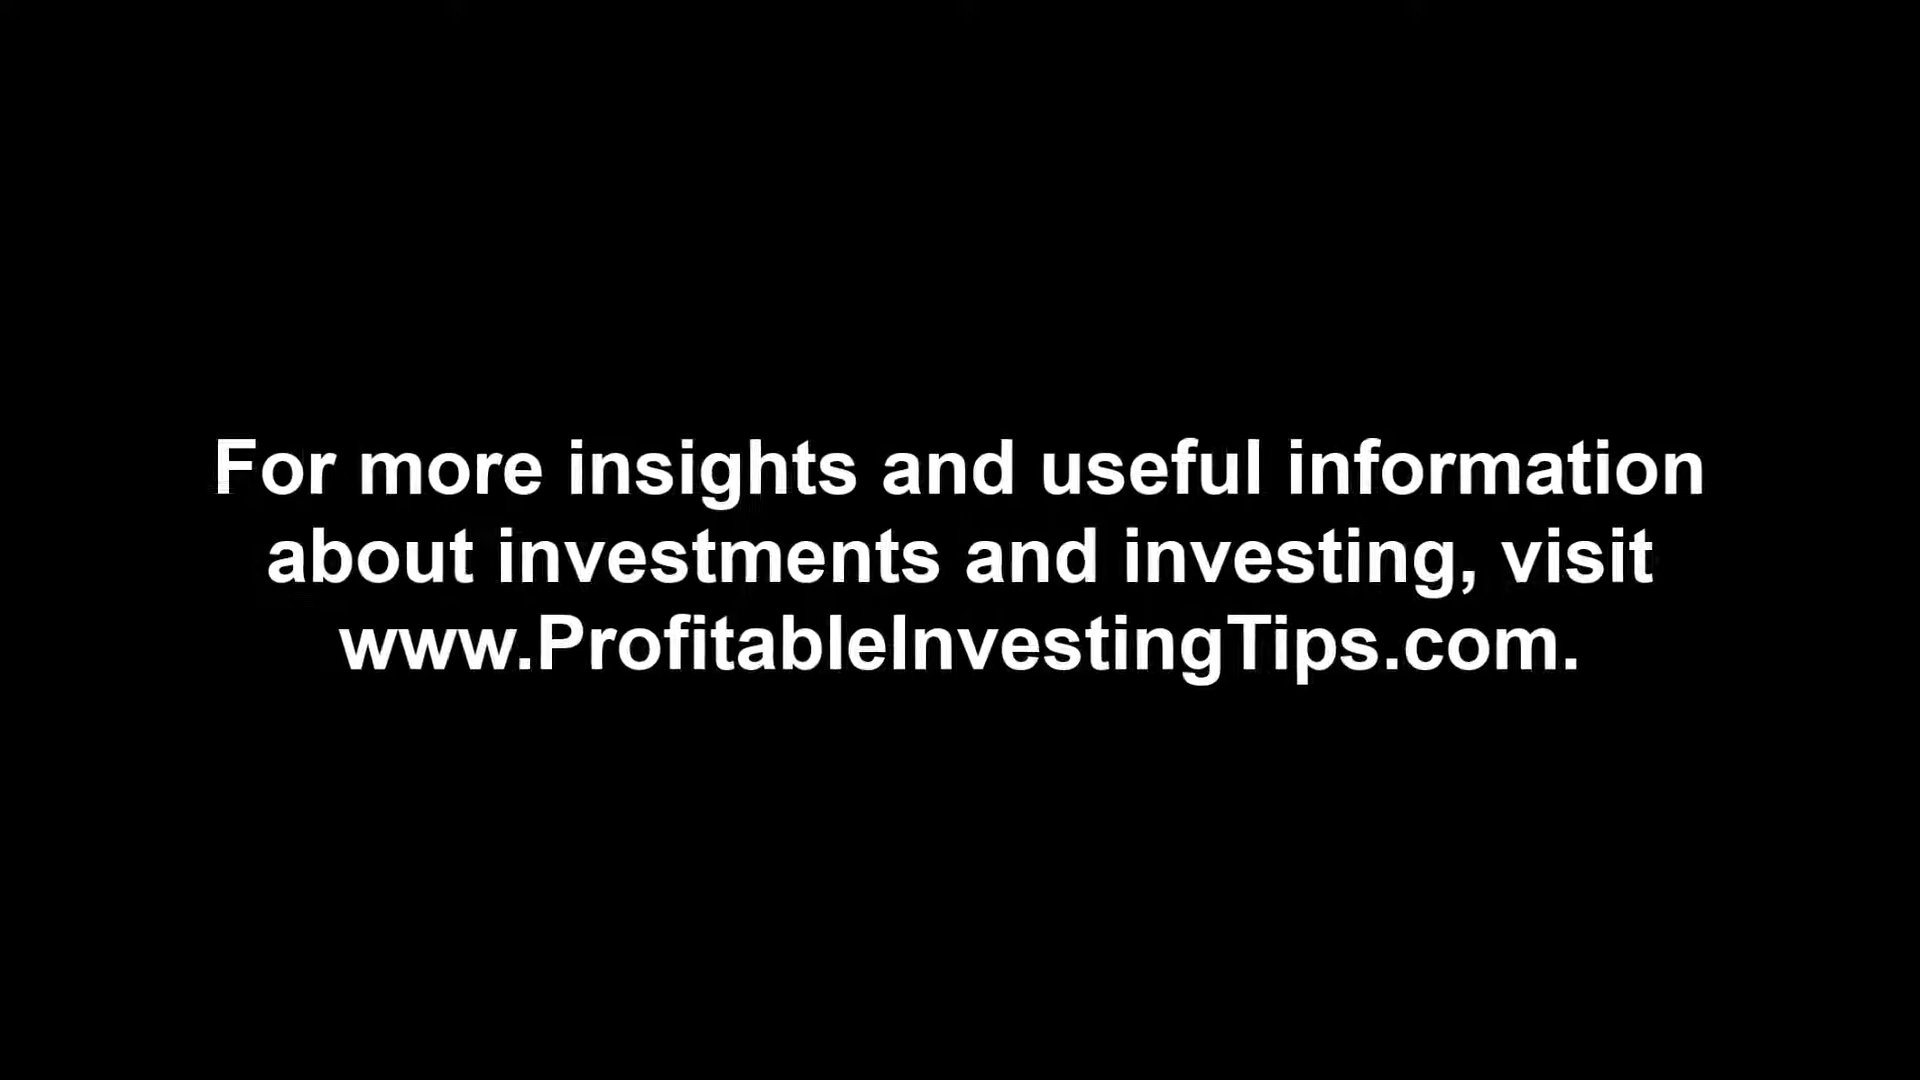 For more insights and useful information
about investments and investing, visit
www.ProfitableInvestingTips.com.